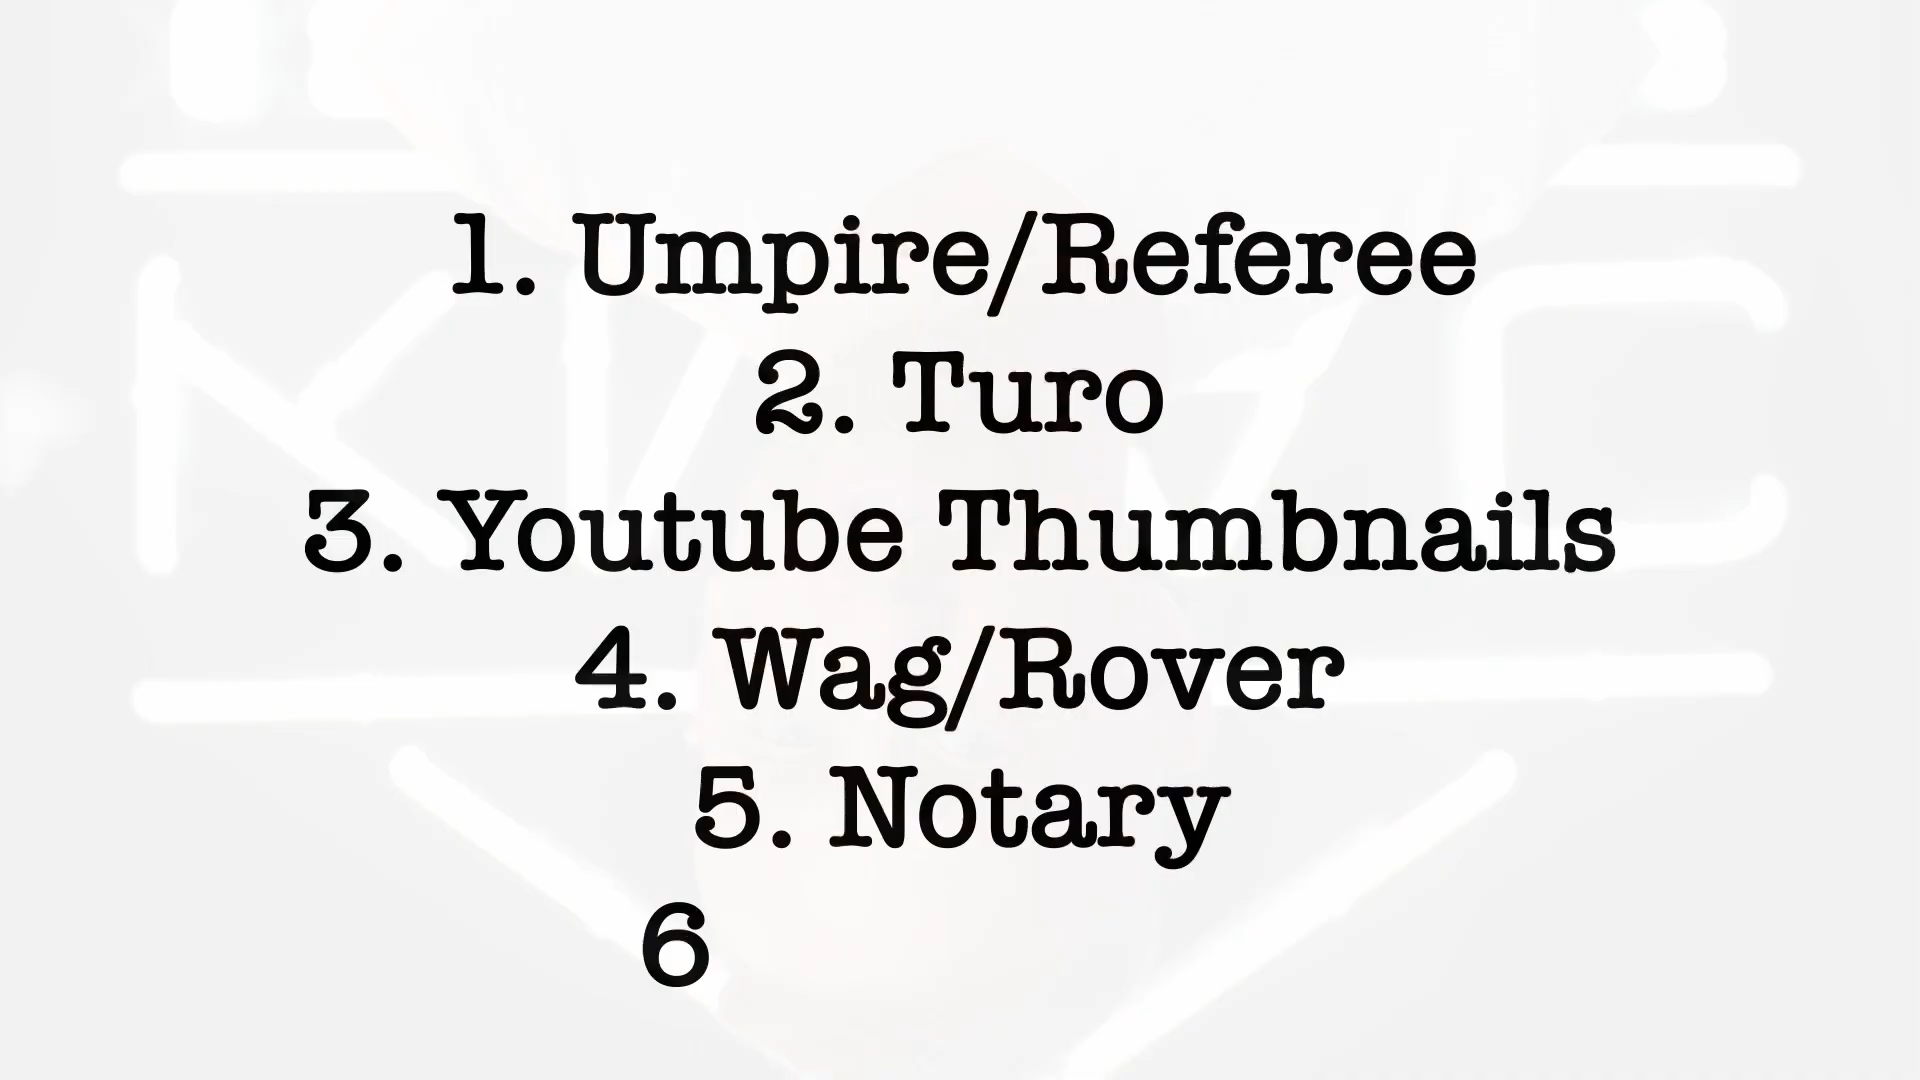 1. Umpire/Referee
2. Turo
3. Youtube Thumbnails
4. Wag/Rover
5. Notary
6